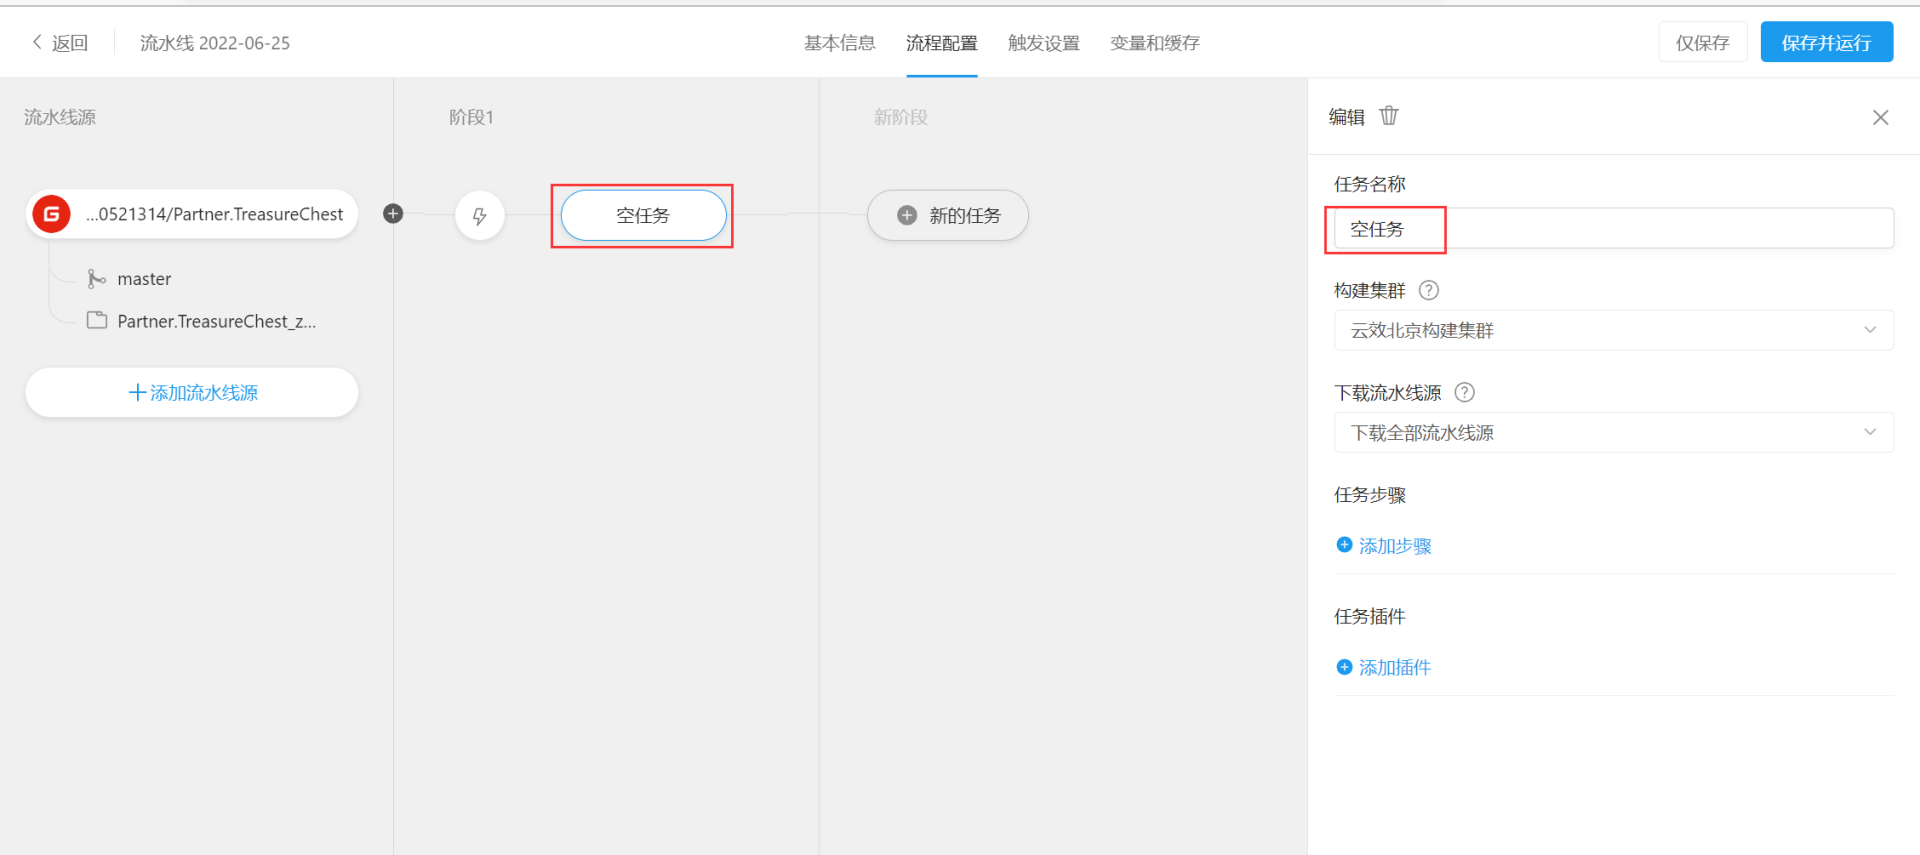 返回
流水线 2022-06-25
基本信息
流程配置
触发设置
变量和缓存
仅保存
保存并运行
流水线源
阶段1
新阶段
...0521314/Partner.TreasureChest
master
Partner.TreasureChest_z...
添加流水线源
空任务
新的任务
编辑
任务名称
空任务
构建集群
云效北京构建集群
下载流水线源
下载全部流水线源
任务步骤
添加步骤
任务插件
添加插件